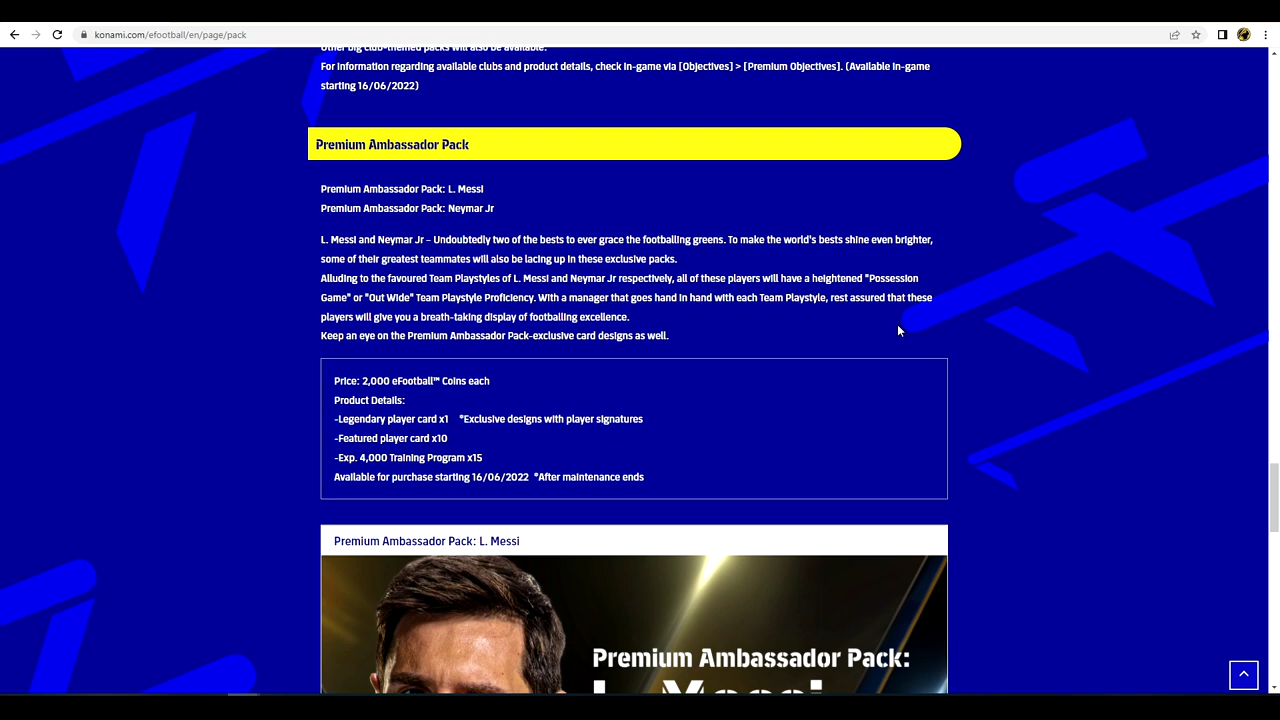 konami.com/efootball/en/page/pack
Other big club-themed packs will also be available.
For information regarding available clubs and product details, check in-game via [Objectives] > [Premium Objectives]. (Available in-game
starting 16/06/2022)
Premium Ambassador Pack
Premium Ambassador Pack: L. Messi
Premium Ambassador Pack: Neymar Jr
L. Messi and Neymar Jr – Undoubtedly two of the bests to ever grace the footballing greens. To make the world's bests shine even brighter,
some of their greatest teammates will also be lacing up in these exclusive packs.
Alluding to the favoured Team Playstyles of L. Messi and Neymar Jr respectively, all of these players will have a heightened "Possession
Game" or "Out Wide" Team Playstyle Proficiency. With a manager that goes hand in hand with each Team Playstyle, rest assured that these
players will give you a breath-taking display of footballing excellence.
Keep an eye on the Premium Ambassador Pack-exclusive card designs as well.
Price: 2,000 eFootball™ Coins each
Product Details:
-Legendary player card x1 *Exclusive designs with player signatures
-Featured player card x10
-Exp. 4,000 Training Program x15
Available for purchase starting 16/06/2022 *After maintenance ends
Premium Ambassador Pack: L. Messi
Premium Ambassador Pack:
L. Messi